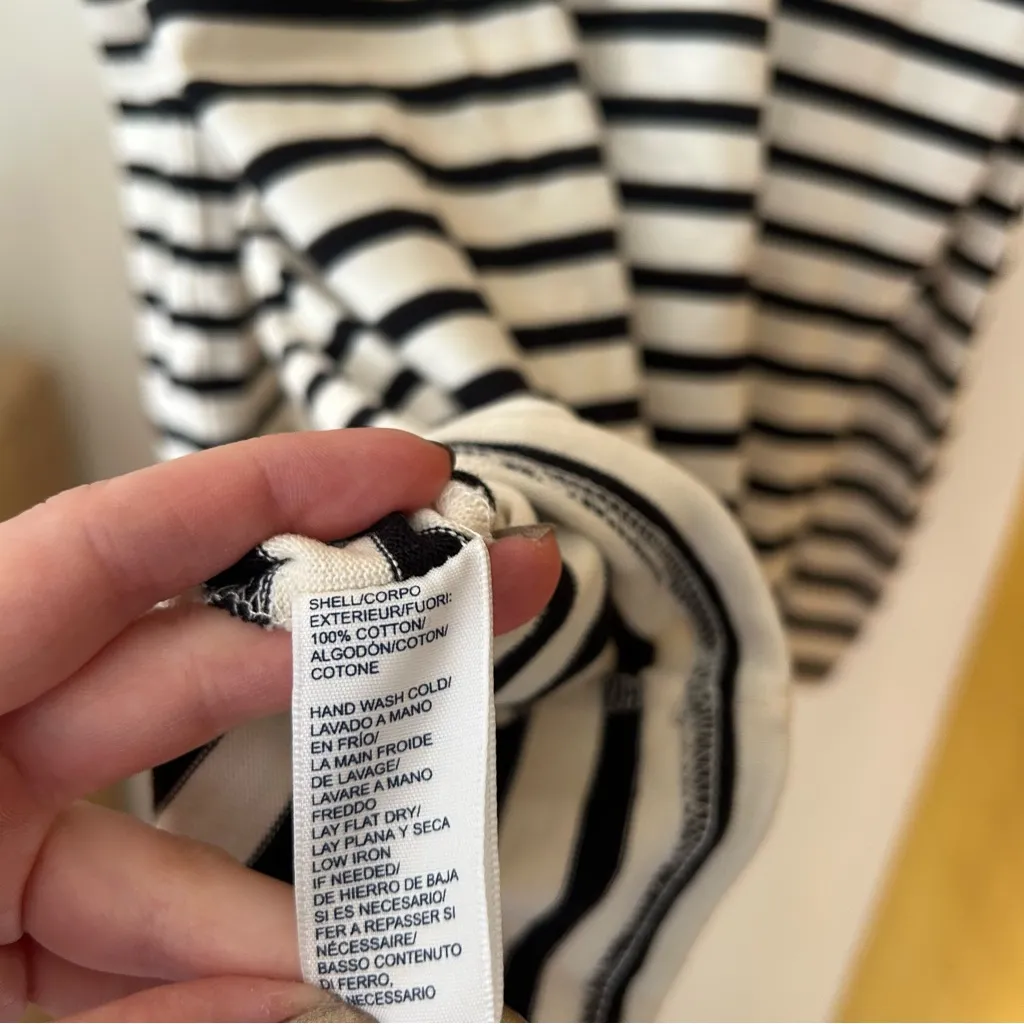 SHELL/CORPO
EXTERIEUR/FUORI:
100% COTTON/
ALGODÓN/COTON/
COTONE
HAND WASH COLD/
LAVADO A MANO
EN FRÍO/
LA MAIN FROIDE
DE LAVAGE/
LAVARE A MANO
FREDDO
LAY FLAT DRY/
LAY PLANA Y SECA
LOW IRON
IF NEEDED/
DE HIERRO DE BAJA
SI ES NECESARIO/
FER A REPASSER SI
NÉCESSAIRE/
BASSO CONTENUTO
DI FERRO,
NECESSARIO